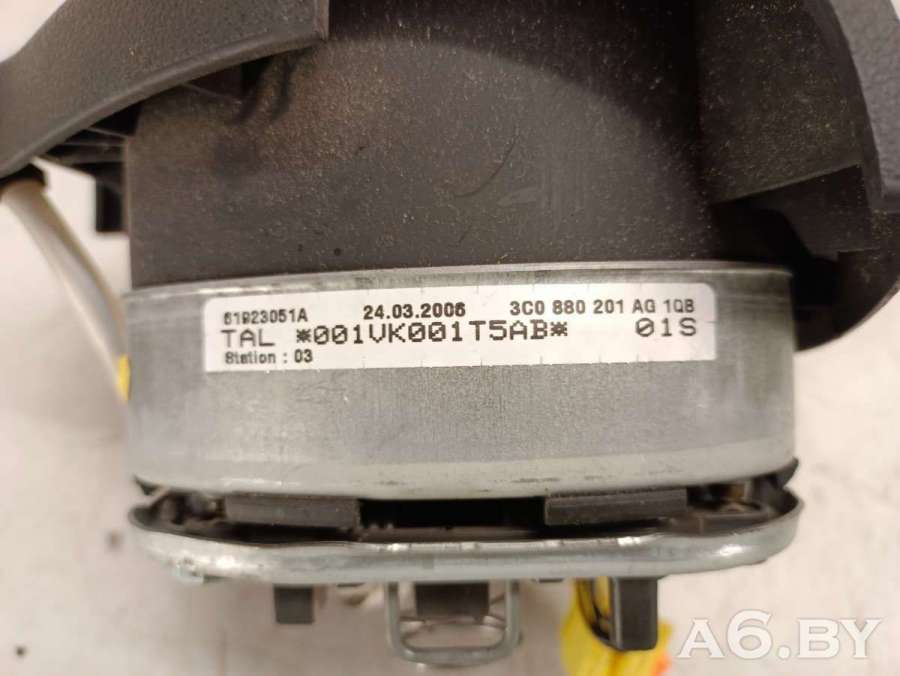 61923051A 24.03.2006 3C0 880 201 AG 1QB
TAL *001VK001T5AB* 01S
Station : 03
A6.BY